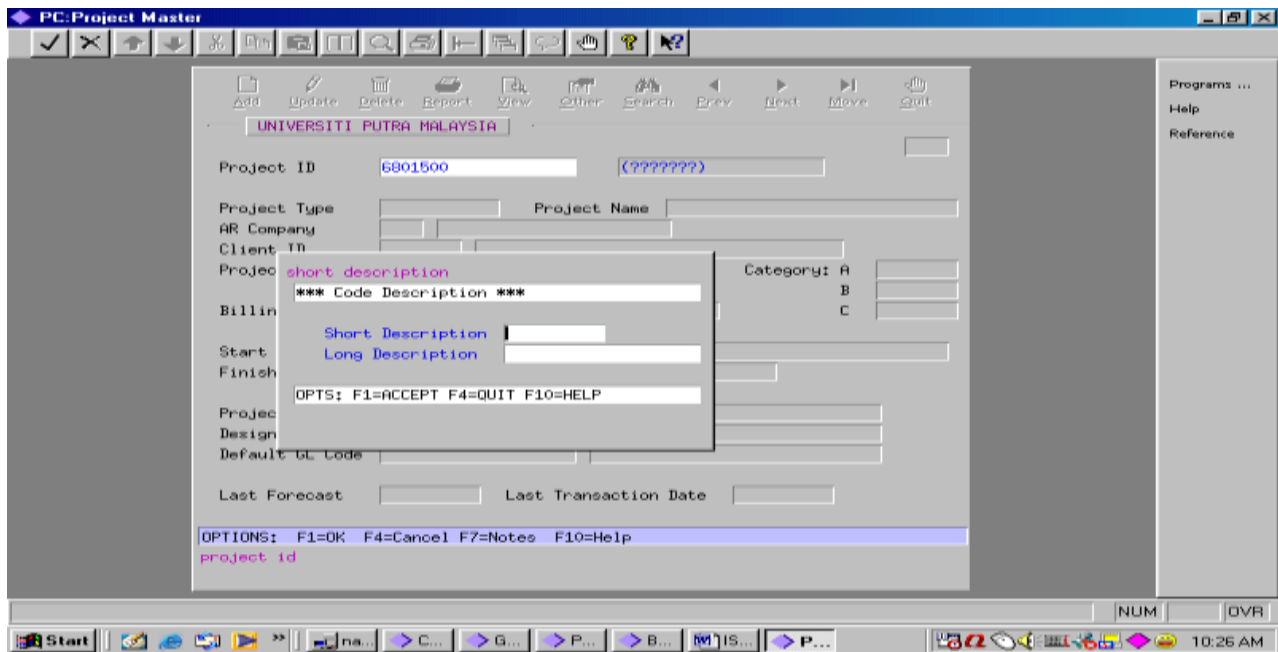 PC:Project Master
Add Update Delete Report View Other Search Prev Next Move Quit
Programs ...
Help
Reference
UNIVERSITI PUTRA MALAYSIA
Project ID 6801500 (???????)
Project Type Project Name
AR Company
Client ID
Projec Category: A
B
Billin C
short description
*** Code Description ***
Short Description
Long Description
OPTS: F1=ACCEPT F4=QUIT F10=HELP
Start
Finish
Projec
Design
Default GL Code
Last Forecast Last Transaction Date
OPTIONS: F1=OK F4=Cancel F7=Notes F10=Help
project id
NUM OVR
Start na... C... G... P... B... IS... P... 10:26 AM